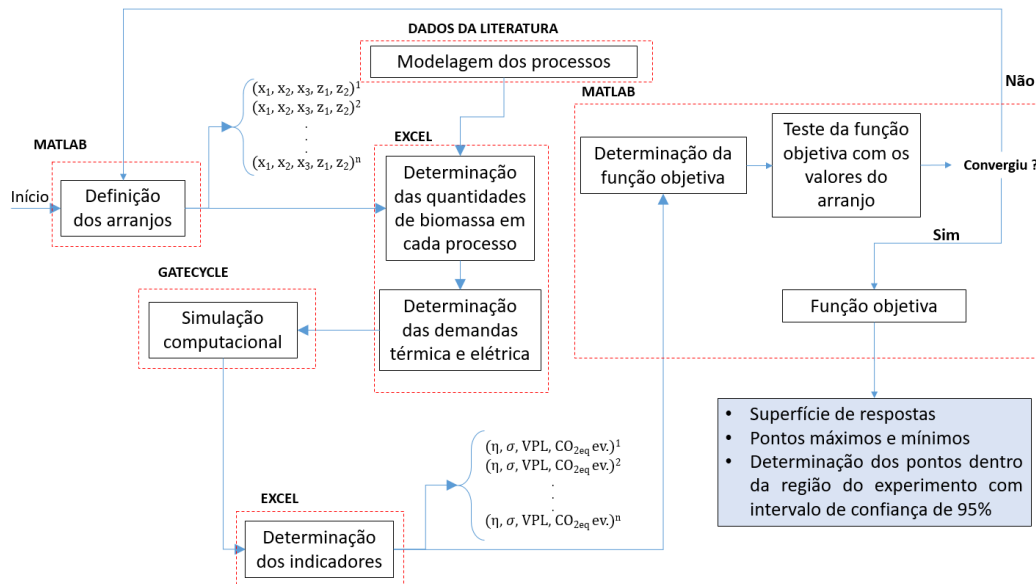 DADOS DA LITERATURA
Modelagem dos processos
Não
MATLAB
(x₁, x₂, x₃, z₁, z₂)¹
(x₁, x₂, x₃, z₁, z₂)²
.
.
.
(x₁, x₂, x₃, z₁, z₂)ⁿ
MATLAB
Início
Definição
dos arranjos
EXCEL
Determinação
das quantidades
de biomassa em
cada processo
Determinação
das demandas
térmica e elétrica
GATECYCLE
Simulação
computacional
Determinação da
função objetiva
Teste da função
objetiva com os
valores do
arranjo
Convergiu ?
Sim
Função objetiva
(η, σ, VPL, CO₂eq ev.)¹
(η, σ, VPL, CO₂eq ev.)²
.
.
.
(η, σ, VPL, CO₂eq ev.)ⁿ
EXCEL
Determinação
dos indicadores
• Superfície de respostas
• Pontos máximos e mínimos
• Determinação dos pontos dentro
da região do experimento com
intervalo de confiança de 95%